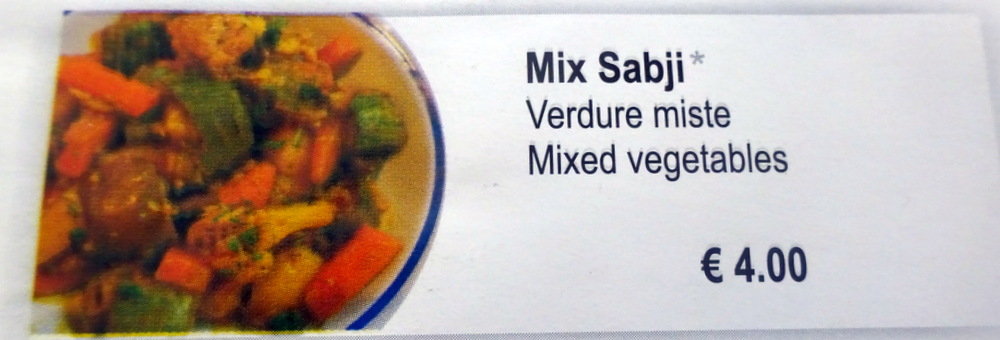 Mix Sabji*
Verdure miste
Mixed vegetables
€ 4.00